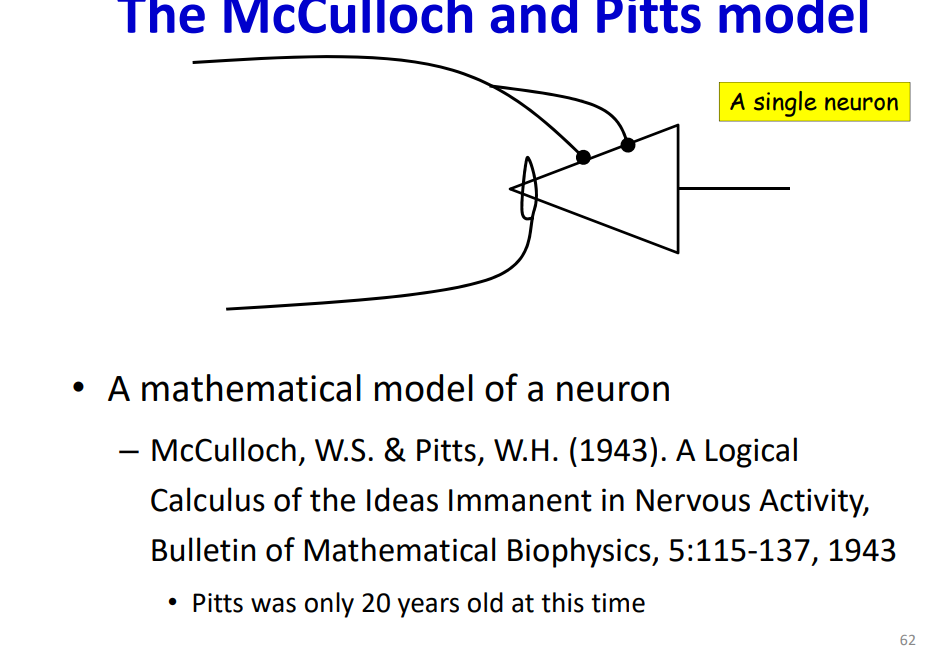 The McCulloch and Pitts model
A single neuron
• A mathematical model of a neuron
– McCulloch, W.S. & Pitts, W.H. (1943). A Logical
Calculus of the Ideas Immanent in Nervous Activity,
Bulletin of Mathematical Biophysics, 5:115-137, 1943
• Pitts was only 20 years old at this time
62